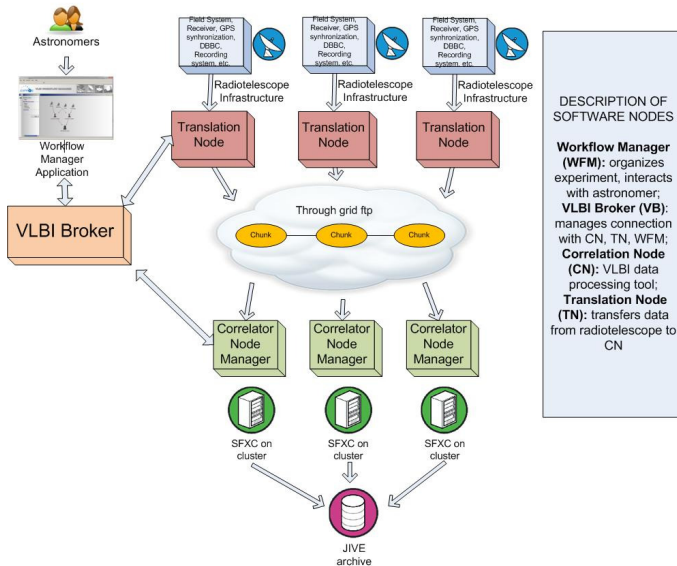 Astronomers
Workflow
Manager
Application
VLBI Broker
Field System,
Receiver, GPS
synhronization,
DBBC,
Recording
system, etc.
Field System,
Receiver, GPS
synhronization,
DBBC,
Recording
system, etc.
Field System,
Receiver, GPS
synhronization,
DBBC,
Recording
system, etc.
Radiotelescope
Infrastructure
Radiotelescope
Infrastructure
Radiotelescope
Infrastructure
Translation
Node
Translation
Node
Translation
Node
Through grid ftp
Chunk
Chunk
Chunk
Correlator
Node
Manager
Correlator
Node
Manager
Correlator
Node
Manager
SFXC on
cluster
SFXC on
cluster
SFXC on
cluster
JIVE
archive
DESCRIPTION OF
SOFTWARE NODES
Workflow Manager
(WFM): organizes
experiment, interacts
with astronomer;
VLBI Broker (VB):
manages connection
with CN, TN, WFM;
Correlation Node
(CN): VLBI data
processing tool;
Translation Node
(TN): transfers data
from radiotelescope to
CN